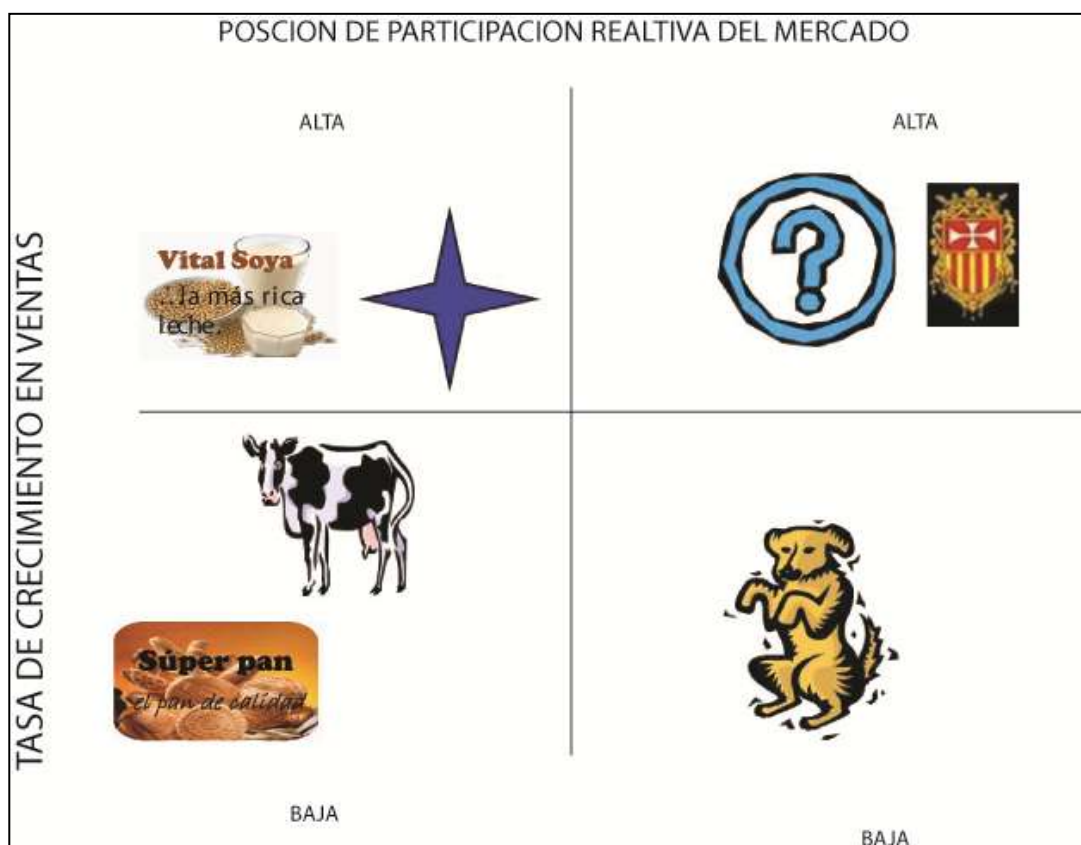 POSCION DE PARTICIPACION REALTIVA DEL MERCADO
ALTA
ALTA
TASA DE CRECIMIENTO EN VENTAS
Vital Soya
...la más rica
leche.
?
Súper pan
el pan de calidad
BAJA
BAJA